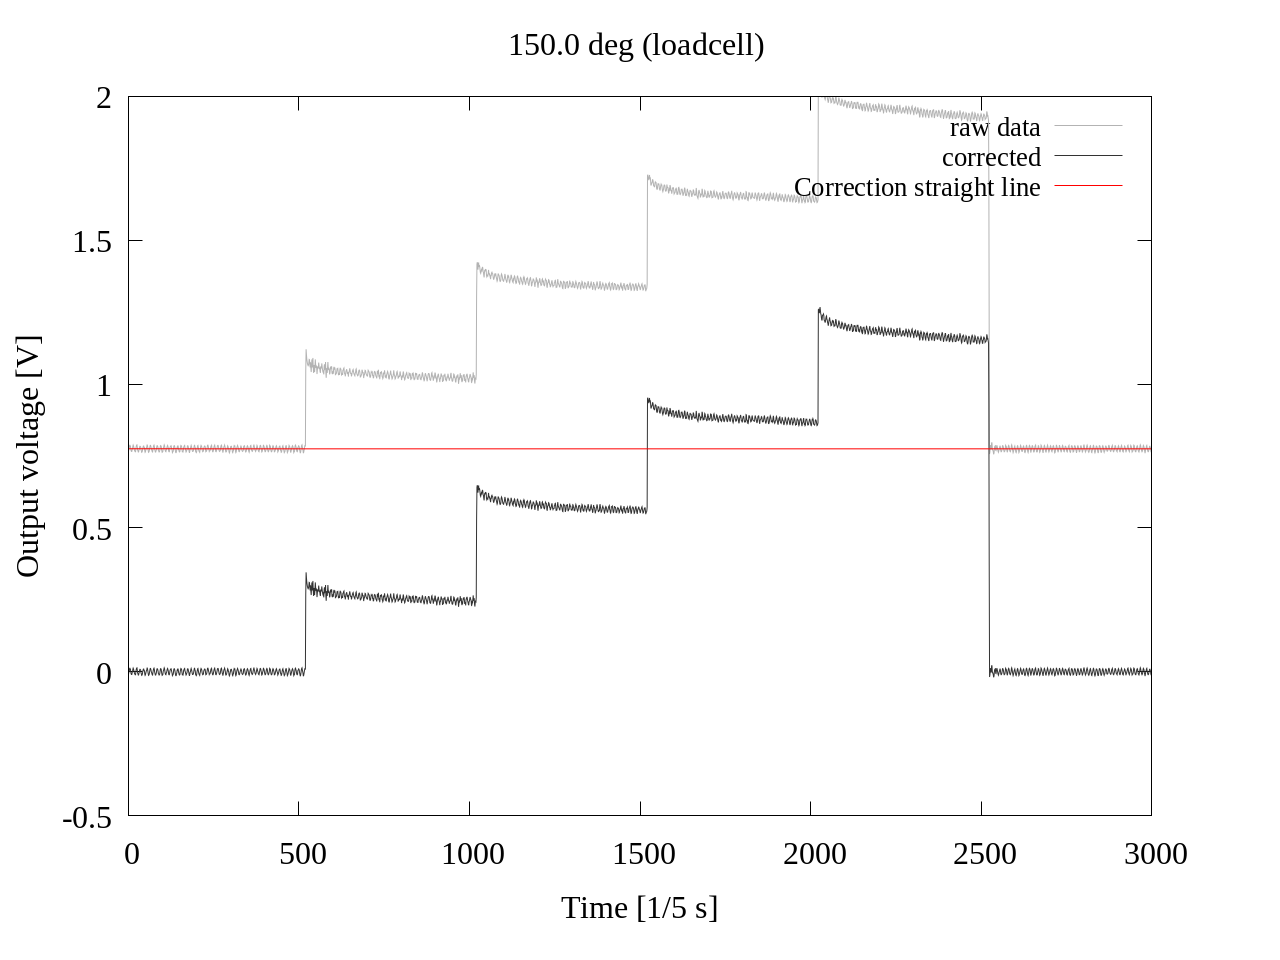 150.0 deg (loadcell)
raw data
corrected
Correction straight line
2
1.5
1
0.5
0
-0.5
Output voltage [V]
0 500 1000 1500 2000 2500 3000
Time [1/5 s]